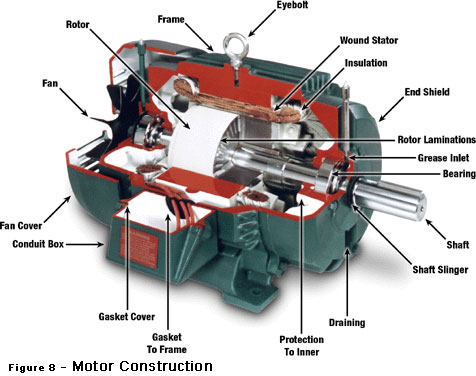 Eyebolt
Frame
Rotor
Wound Stator
Insulation
Fan
End Shield
Rotor Laminations
Grease Inlet
Bearing
Fan Cover
Conduit Box
Shaft
Shaft Slinger
Gasket Cover
Draining
Gasket
To Frame
Protection
To Inner
Figure 8 – Motor Construction